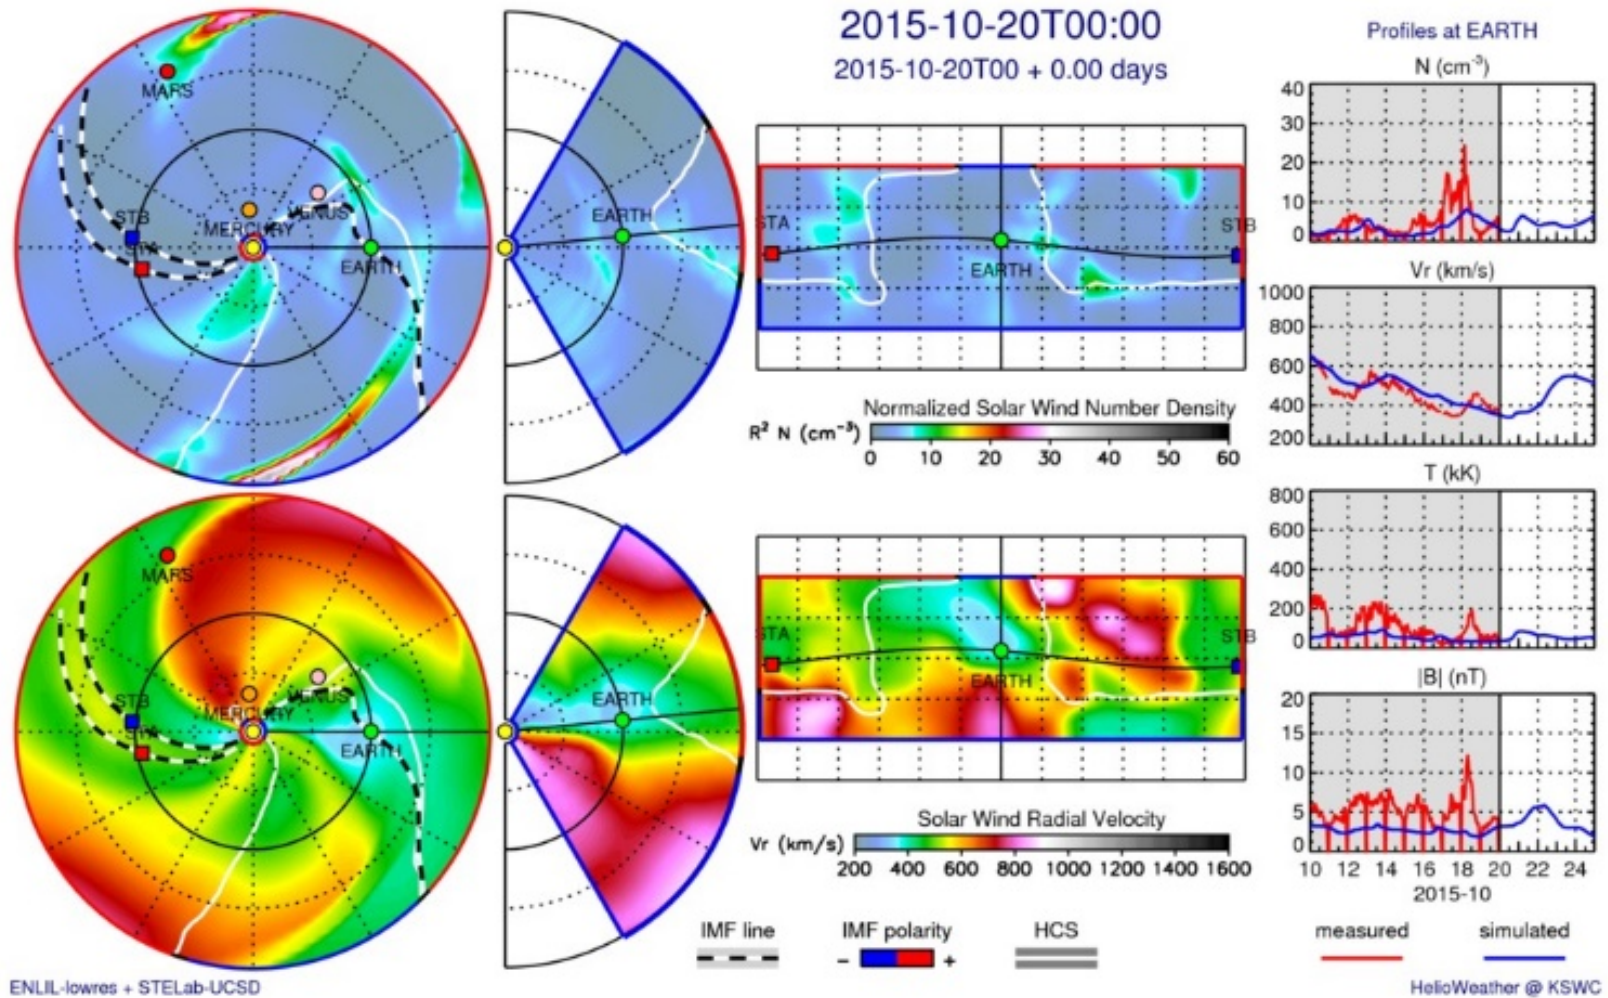 2015-10-20T00:00
2015-10-20T00 + 0.00 days
MARS
STB
STA
MERCURY
VENUS
EARTH
EARTH
STA
EARTH
STB
Normalized Solar Wind Number Density
R² N (cm⁻³)
0 10 20 30 40 50 60
MARS
STB
STA
MERCURY
VENUS
EARTH
EARTH
STA
EARTH
STB
Solar Wind Radial Velocity
Vr (km/s)
200 400 600 800 1000 1200 1400 1600
IMF line
IMF polarity
- +
HCS
Profiles at EARTH
N (cm⁻³)
40
30
20
10
0
Vr (km/s)
1000
800
600
400
200
T (kK)
800
600
400
200
0
|B| (nT)
20
15
10
5
0
10 12 14 16 18 20 22 24
2015-10
measured simulated
ENLIL-lowres + STELab-UCSD
HelioWeather @ KSWC